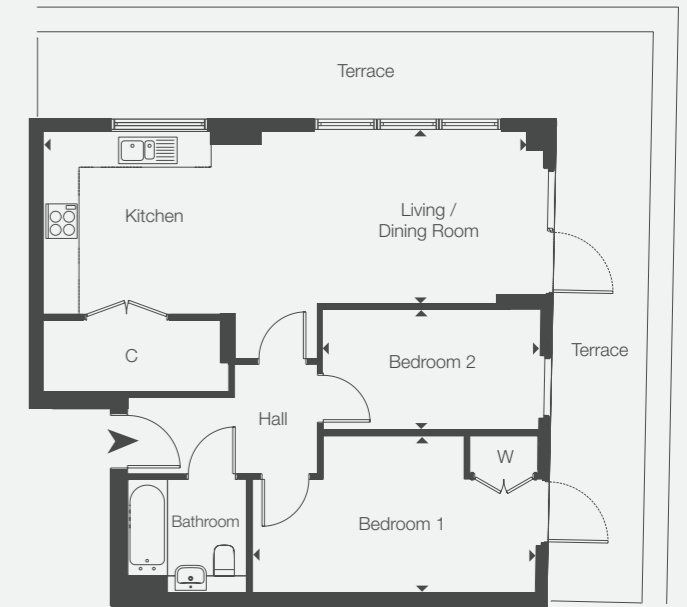 Terrace
Kitchen
Living /
Dining Room
Terrace
C
Bedroom 2
Hall
W
Bathroom
Bedroom 1